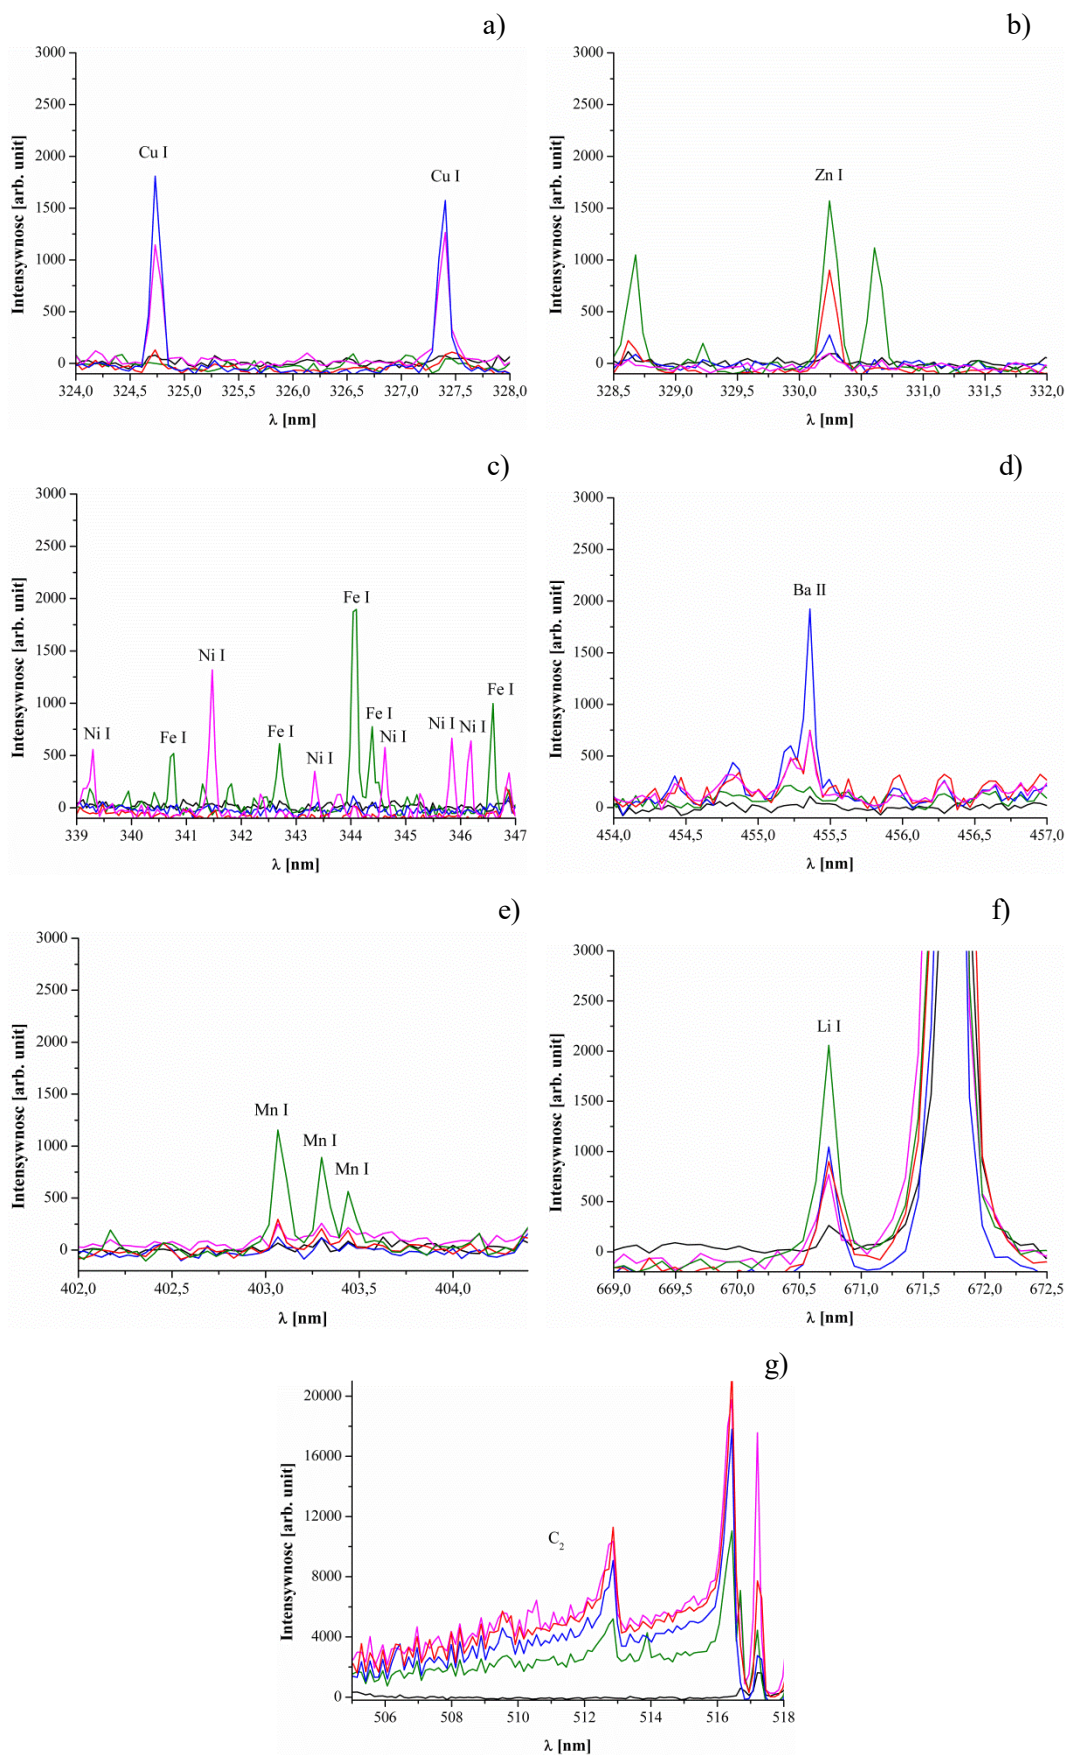 a)
3000
2500
2000
1500
1000
500
0
Intensywnosc [arb. unit]
Cu I
Cu I
324,0 324,5 325,0 325,5 326,0 326,5 327,0 327,5 328,0
λ [nm]
b)
3000
2500
2000
1500
1000
500
0
Intensywnosc [arb. unit]
Zn I
328,5 329,0 329,5 330,0 330,5 331,0 331,5 332,0
λ [nm]
c)
3000
2500
2000
1500
1000
500
0
Intensywnosc [arb. unit]
Fe I
Ni I
Fe I
Ni I
Fe I
Fe I
Fe I
Ni I
Ni I
Ni I
Ni I
339 340 341 342 343 344 345 346 347
λ [nm]
d)
3000
2500
2000
1500
1000
500
0
Intensywnosc [arb. unit]
Ba II
454,0 454,5 455,0 455,5 456,0 456,5 457,0
λ [nm]
e)
3000
2500
2000
1500
1000
500
0
Intensywnosc [arb. unit]
Mn I
Mn I
Mn I
402,0 402,5 403,0 403,5 404,0
λ [nm]
f)
3000
2500
2000
1500
1000
500
0
Intensywnosc [arb. unit]
Li I
669,0 669,5 670,0 670,5 671,0 671,5 672,0 672,5
λ [nm]
g)
20000
16000
12000
8000
4000
0
Intensywnosc [arb. unit]
C₂
506 508 510 512 514 516 518
λ [nm]